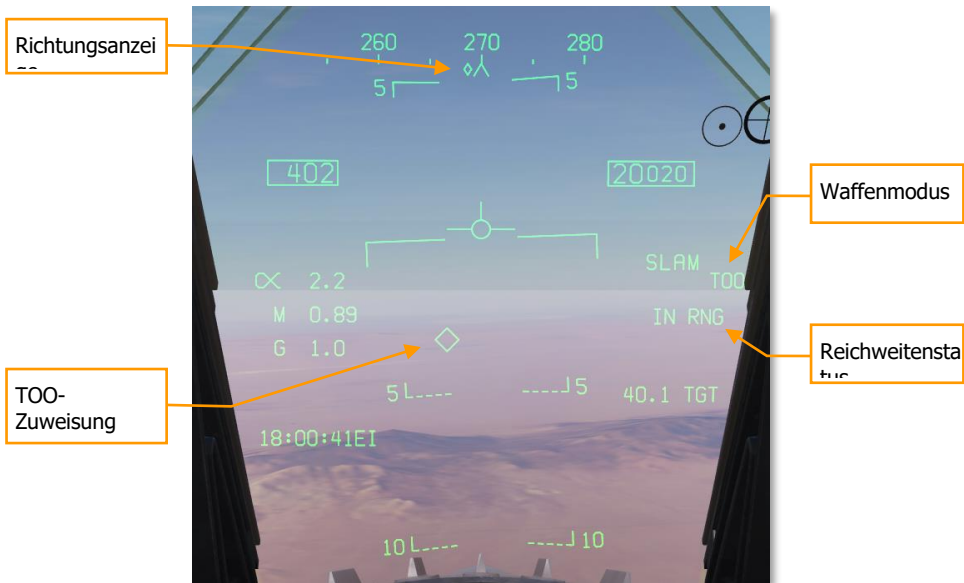 Richtungsanzei
260 270 280
5 5
402 20020
Waffenmodus
SLAM
TOO
α 2.2
M 0.89
IN RNG
G 1.0
Reichweitensta
TOO-
Zuweisung
5 5
40.1 TGT
18:00:41EI
10 10